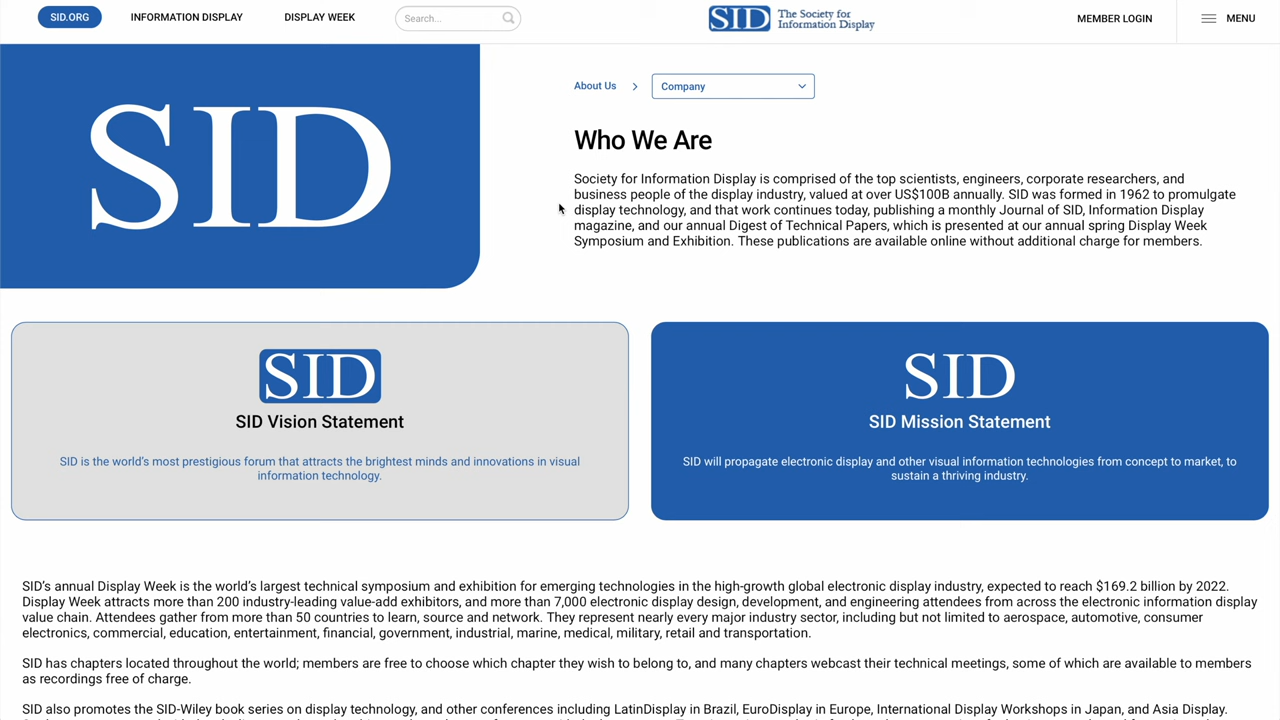 SID.ORG
INFORMATION DISPLAY
DISPLAY WEEK
Search...
SID The Society for
Information Display
MEMBER LOGIN
MENU
SID
About Us
Company
Who We Are
Society for Information Display is comprised of the top scientists, engineers, corporate researchers, and
business people of the display industry, valued at over US$100B annually. SID was formed in 1962 to promulgate
display technology, and that work continues today, publishing a monthly Journal of SID, Information Display
magazine, and our annual Digest of Technical Papers, which is presented at our annual spring Display Week
Symposium and Exhibition. These publications are available online without additional charge for members.
SID
SID Vision Statement
SID is the world's most prestigious forum that attracts the brightest minds and innovations in visual
information technology.
SID
SID Mission Statement
SID will propagate electronic display and other visual information technologies from concept to market, to
sustain a thriving industry.
SID's annual Display Week is the world's largest technical symposium and exhibition for emerging technologies in the high-growth global electronic display industry, expected to reach $169.2 billion by 2022.
Display Week attracts more than 200 industry-leading value-add exhibitors, and more than 7,000 electronic display design, development, and engineering attendees from across the electronic information display
value chain. Attendees gather from more than 50 countries to learn, source and network. They represent nearly every major industry sector, including but not limited to aerospace, automotive, consumer
electronics, commercial, education, entertainment, financial, government, industrial, marine, medical, military, retail and transportation.
SID has chapters located throughout the world; members are free to choose which chapter they wish to belong to, and many chapters webcast their technical meetings, some of which are available to members
as recordings free of charge.
SID also promotes the SID-Wiley book series on display technology, and other conferences including LatinDisplay in Brazil, EuroDisplay in Europe, International Display Workshops in Japan, and Asia Display.